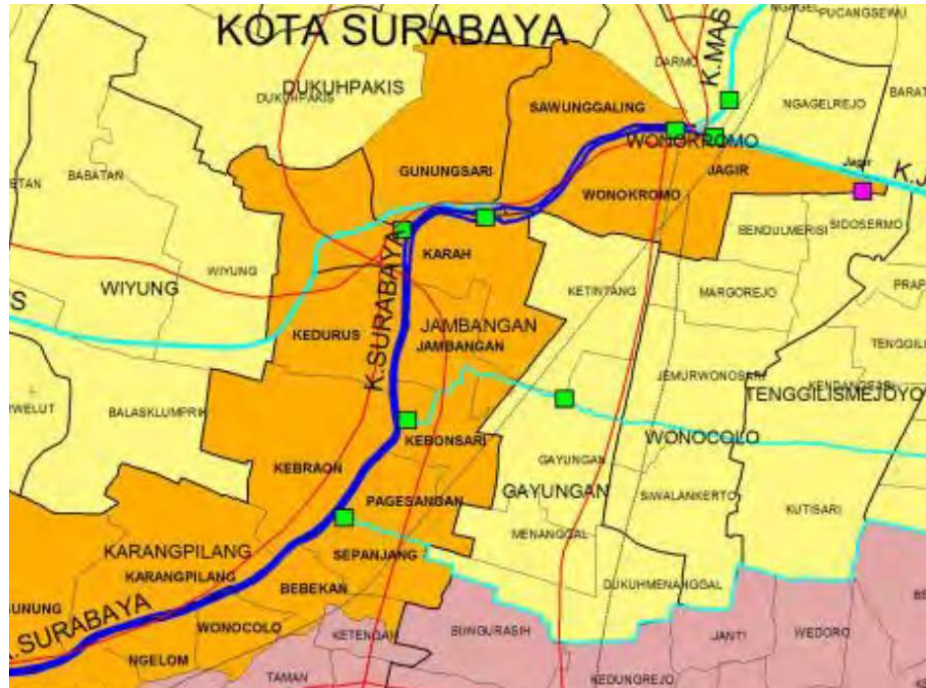 KOTA SURABAYA
PUCANGSEWU
K.MAS
DARMO
DUKUHPAKIS
DUKUHPAKIS
SAWUNGGALING
NGAGELREJO
BABATAN
WONOKROMO
GUNUNGSARI
JAGIR
Jagir
WONOKROMO
BENDULMERISI
SIDOSERMO
KARAH
WIYUNG
WIYUNG
KETINTANG
MARGOREJO
K.SURABAYA
KEDURUS
JAMBANGAN
JAMBANGAN
JEMURWONOSARI
KENDANGSARI
TENGGILISMEJOYO
BALASKLUMPRIK
KEBONSARI
WONOCOLO
GAYUNGAN
KEBRAON
GAYUNGAN
PAGESANGAN
SIWALANKERTO
KUTISARI
MENANGGAL
KARANGPILANG
SEPANJANG
KARANGPILANG
BEBEKAN
DUKUHMENANGGAL
.SURABAYA
WONOCOLO
KETENGAN
BUNGURASIH
JANTI
WEDORO
NGELOM
TAMAN
KEDUNGREJO